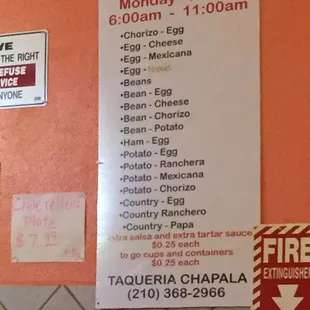 Monday
6:00am - 11:00am
•Chorizo - Egg
•Egg - Cheese
•Egg - Mexicana
•Egg -
•Beans
•Bean - Egg
•Bean - Cheese
•Bean - Chorizo
•Bean - Potato
•Ham - Egg
•Potato - Egg
•Potato - Ranchera
•Potato - Mexicana
•Potato - Chorizo
•Country - Egg
•Country Ranchero
•Country - Papa
extra salsa and extra tartar sauce
$0.25 each
to go cups and containers
$0.25 each
TAQUERIA CHAPALA
(210) 368-2966
VE
THE RIGHT
REFUSE
VICE
NYONE
Plate
$7.99
FIRE
EXTINGUISHER